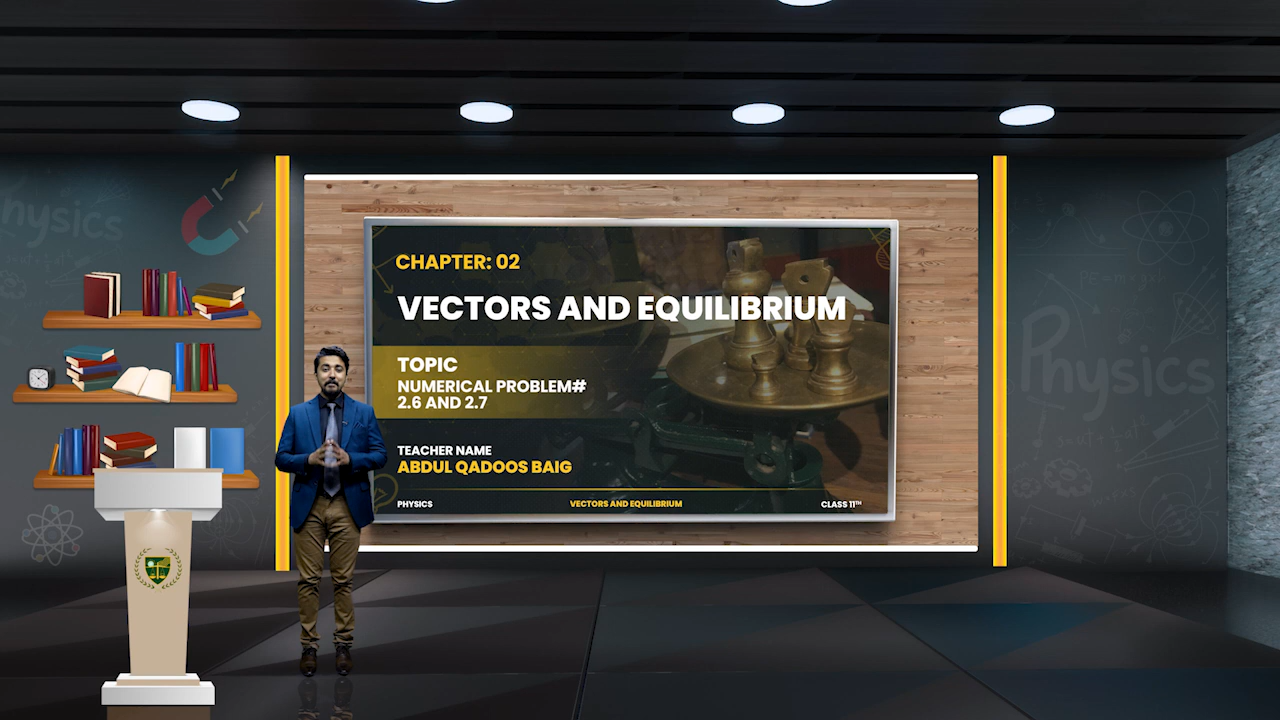 Physics
CHAPTER: 02
VECTORS AND EQUILIBRIUM
TOPIC
NUMERICAL PROBLEM#
2.6 AND 2.7
TEACHER NAME
ABDUL QADOOS BAIG
PHYSICS
VECTORS AND EQUILIBRIUM
CLASS 11TH
Physics